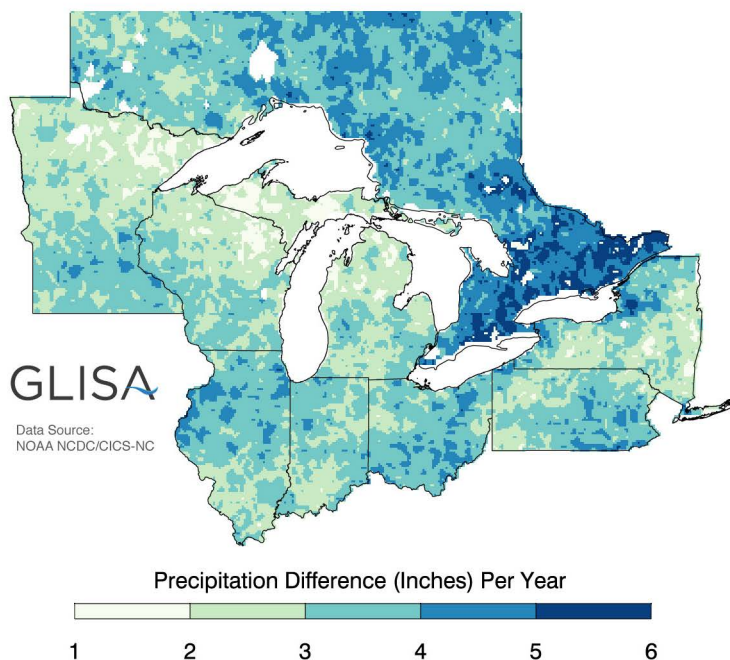 GLISA
Data Source:
NOAA NCDC/CICS-NC
Precipitation Difference (Inches) Per Year
1 2 3 4 5 6